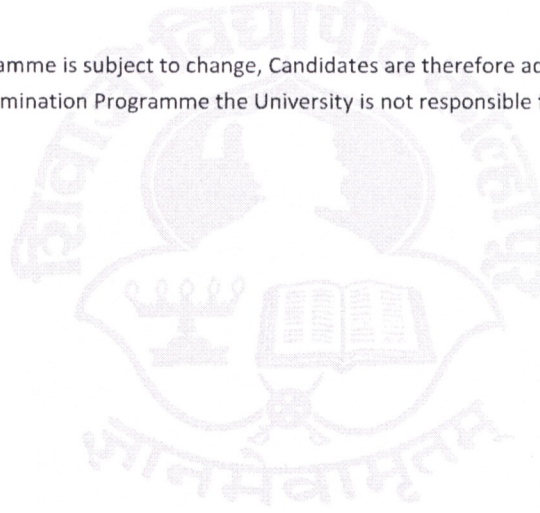 शिवाजी विद्यापीठ कोल्हापूर
amme is subject to change, Candidates are therefore ad
mination Programme the University is not responsible
ज्ञानमेवामृतम्